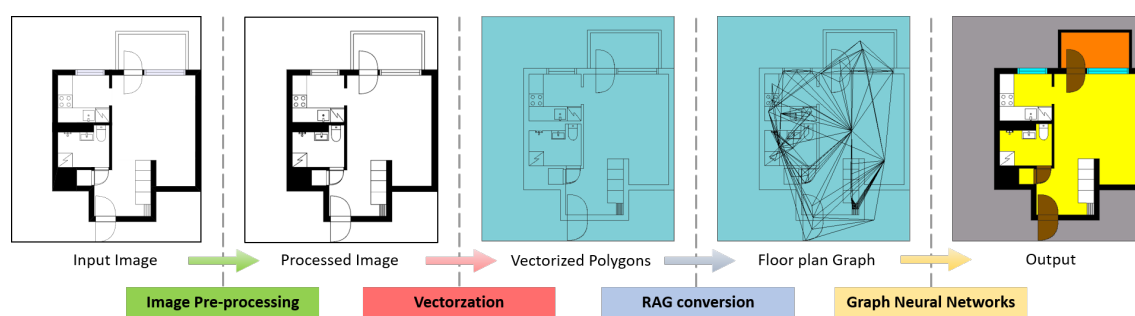 Input Image
Processed Image
Vectorized Polygons
Floor plan Graph
Output
Image Pre-processing
Vectorzation
RAG conversion
Graph Neural Networks